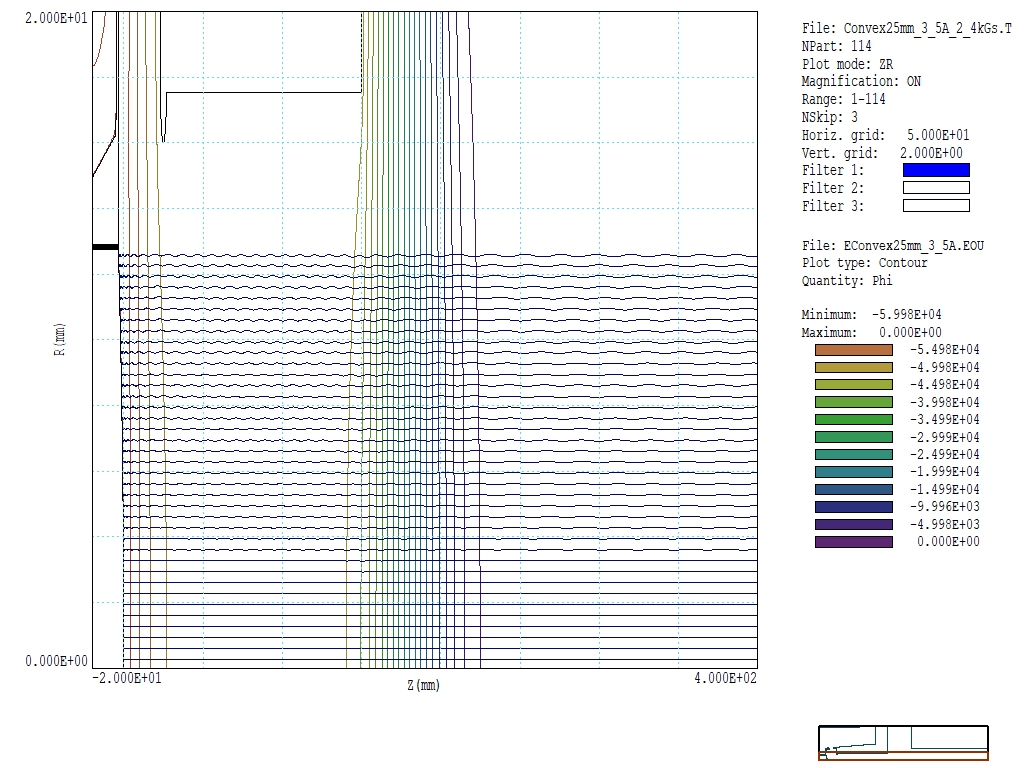 2.000E+01
R(mm)
0.000E+00
-2.000E+01
Z(mm)
4.000E+02
File: Convex25mm_3_5A_2_4kGs.T
NPart: 114
Plot mode: ZR
Magnification: ON
Range: 1-114
NSkip: 3
Horiz. grid: 5.000E+01
Vert. grid: 2.000E+00
Filter 1:
Filter 2:
Filter 3:
File: EConvex25mm_3_5A.EOU
Plot type: Contour
Quantity: Phi
Minimum: -5.998E+04
Maximum: 0.000E+00
-5.498E+04
-4.998E+04
-4.498E+04
-3.998E+04
-3.499E+04
-2.999E+04
-2.499E+04
-1.999E+04
-1.499E+04
-9.996E+03
-4.998E+03
0.000E+00